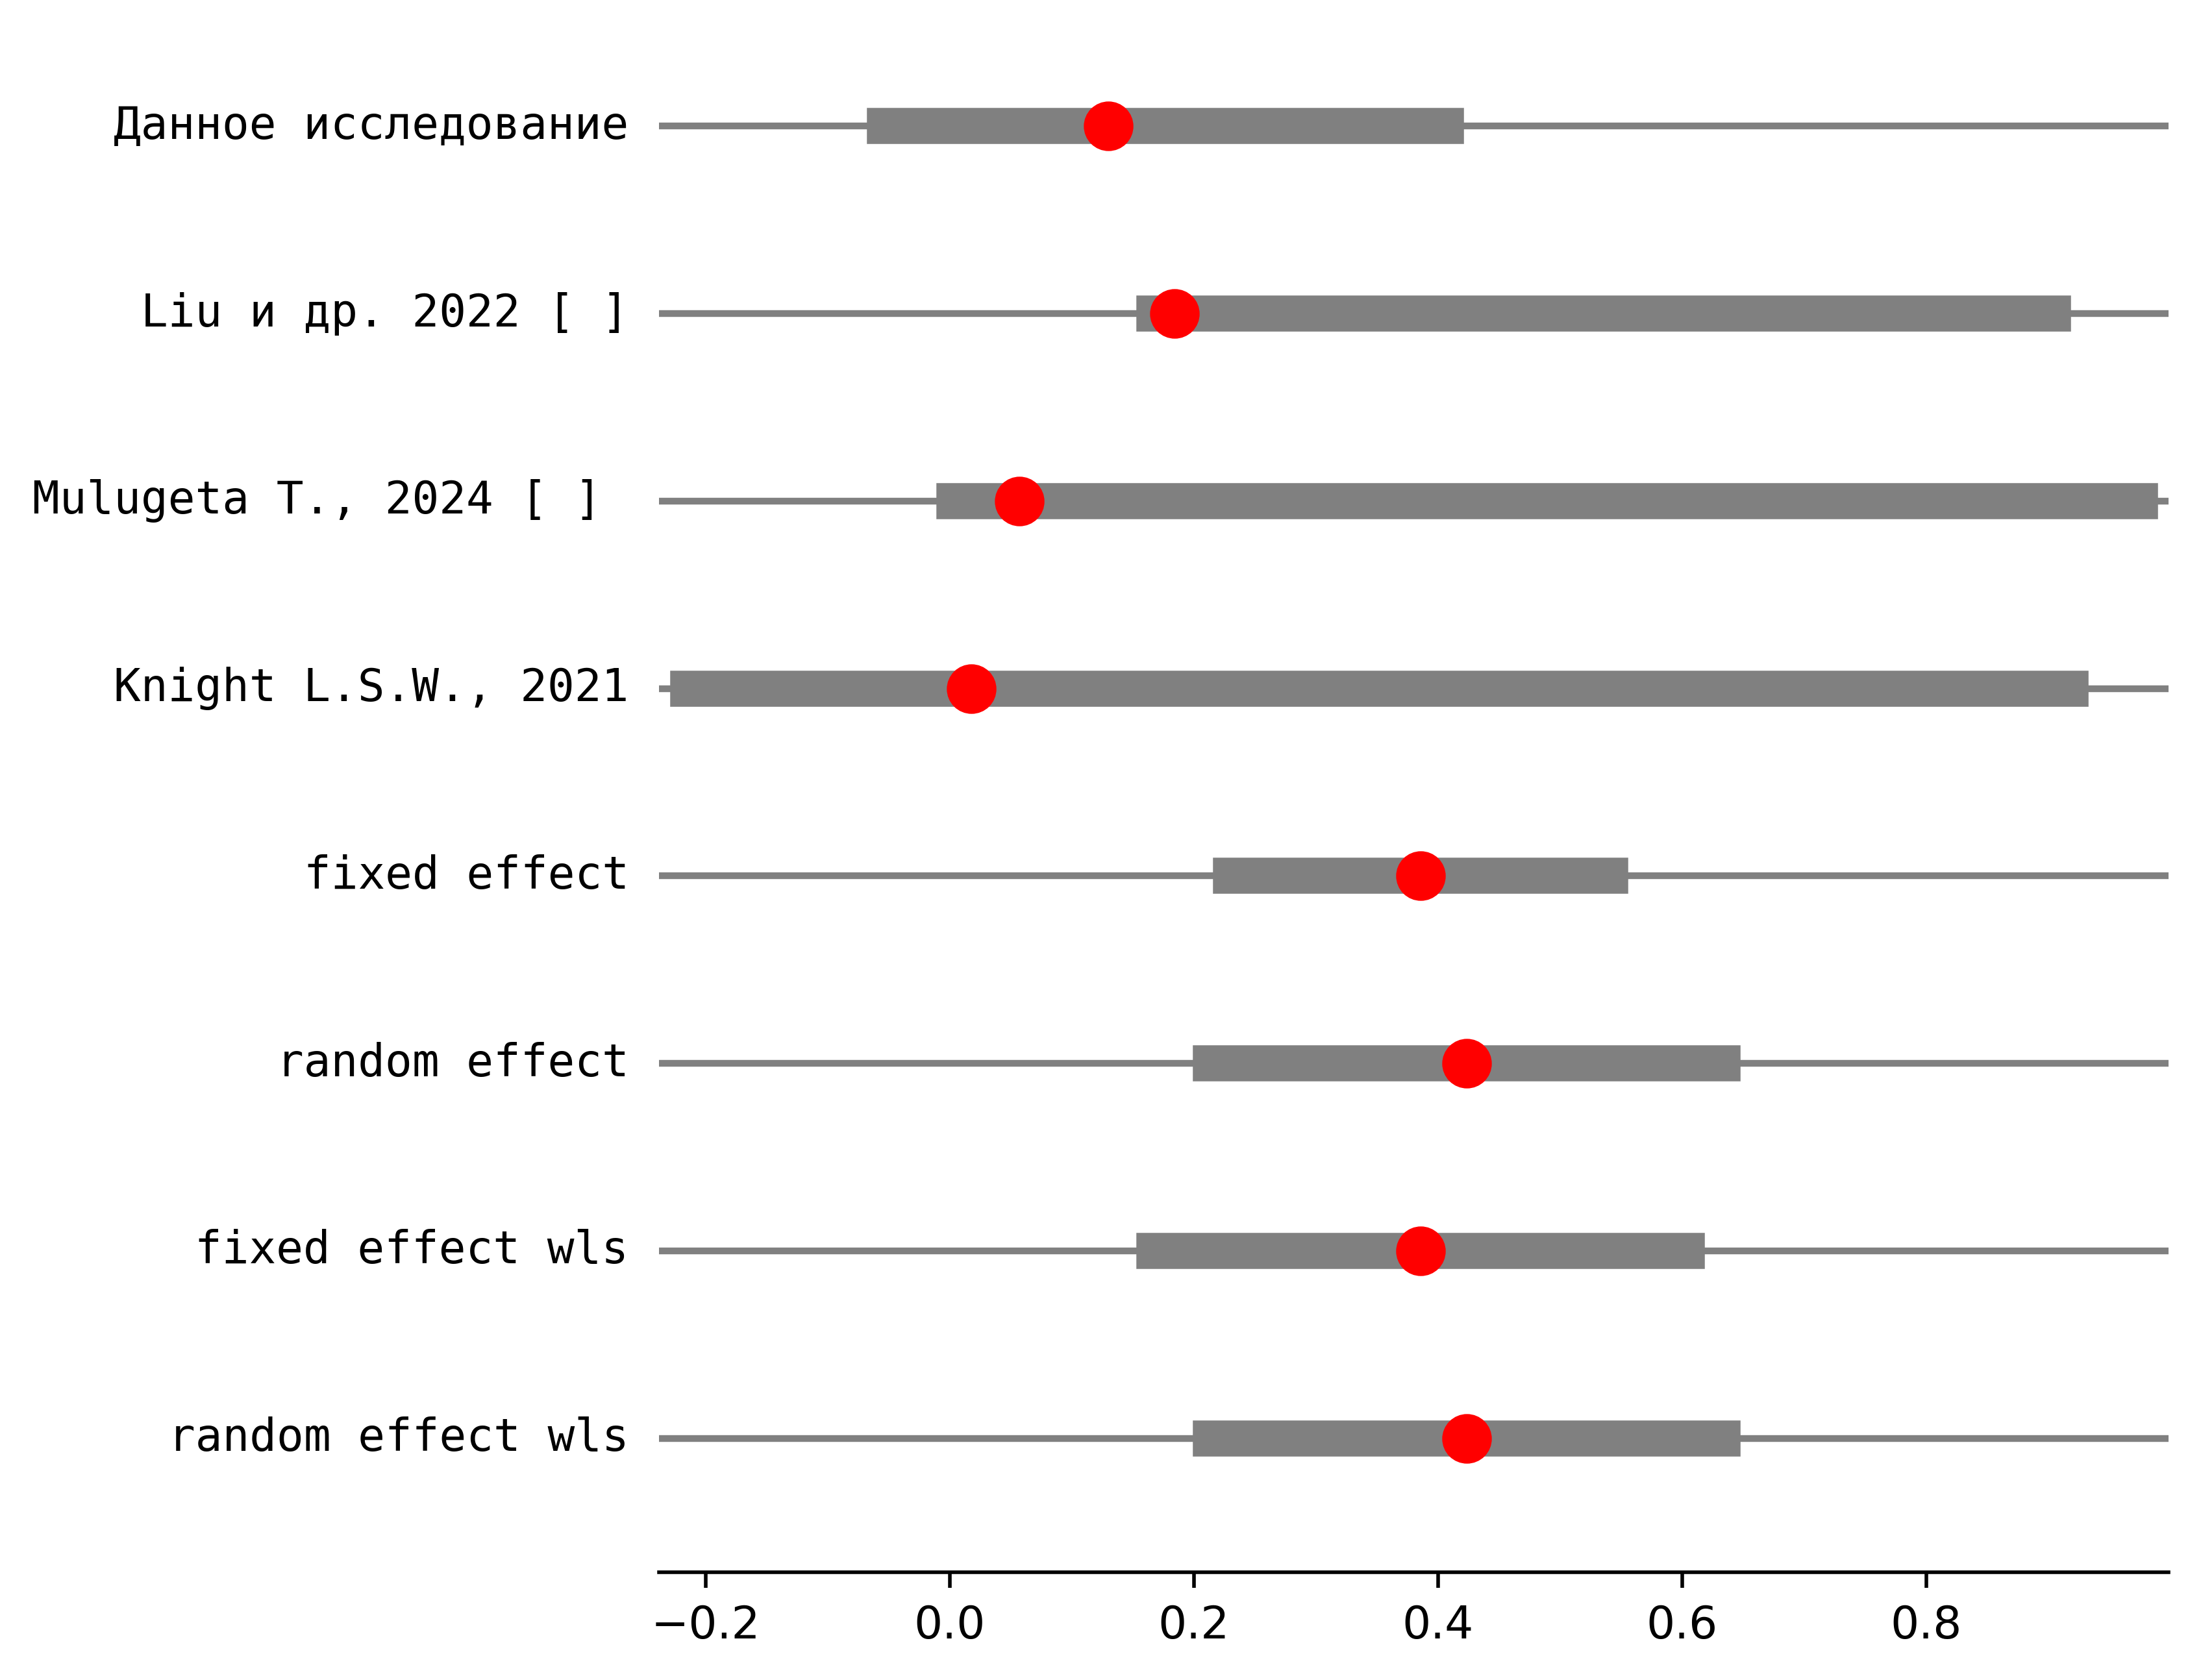 Данное исследование
Liu и др. 2022 [ ]
Mulugeta T., 2024 [ ]
Knight L.S.W., 2021
fixed effect
random effect
fixed effect wls
random effect wls
−0.2 0.0 0.2 0.4 0.6 0.8